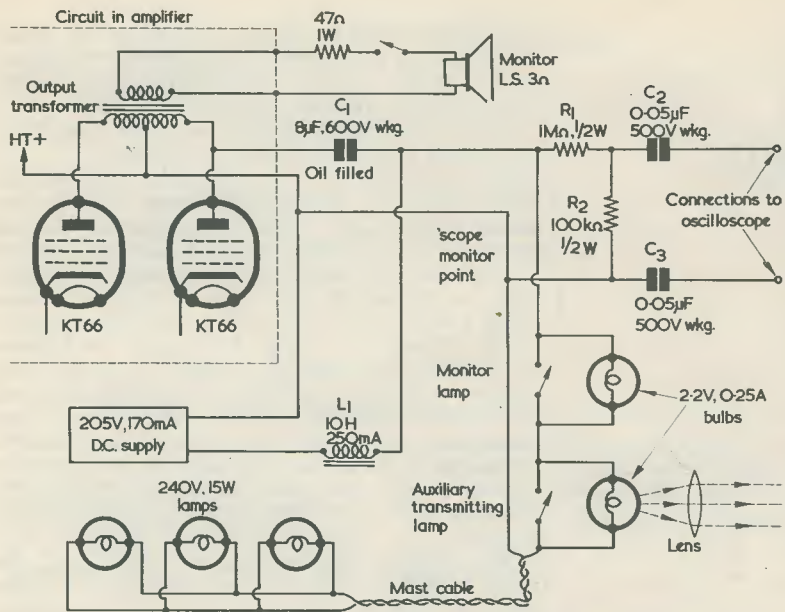 Circuit in amplifier
47Ω
1W
Monitor
L.S. 3Ω
Output
transformer
HT+
C1
8μF, 600V wkg.
Oil filled
R1
1MΩ, 1/2W
C2
0·05μF
500V wkg.
R2
100kΩ
1/2W
Connections to
oscilloscope
'scope
monitor
point
C3
0·05μF
500V wkg.
KT66
KT66
Monitor
lamp
2·2V, 0·25A
bulbs
205V, 170mA
D.C. supply
L1
10H
250mA
Auxiliary
transmitting
lamp
Lens
240V, 15W
lamps
Mast cable